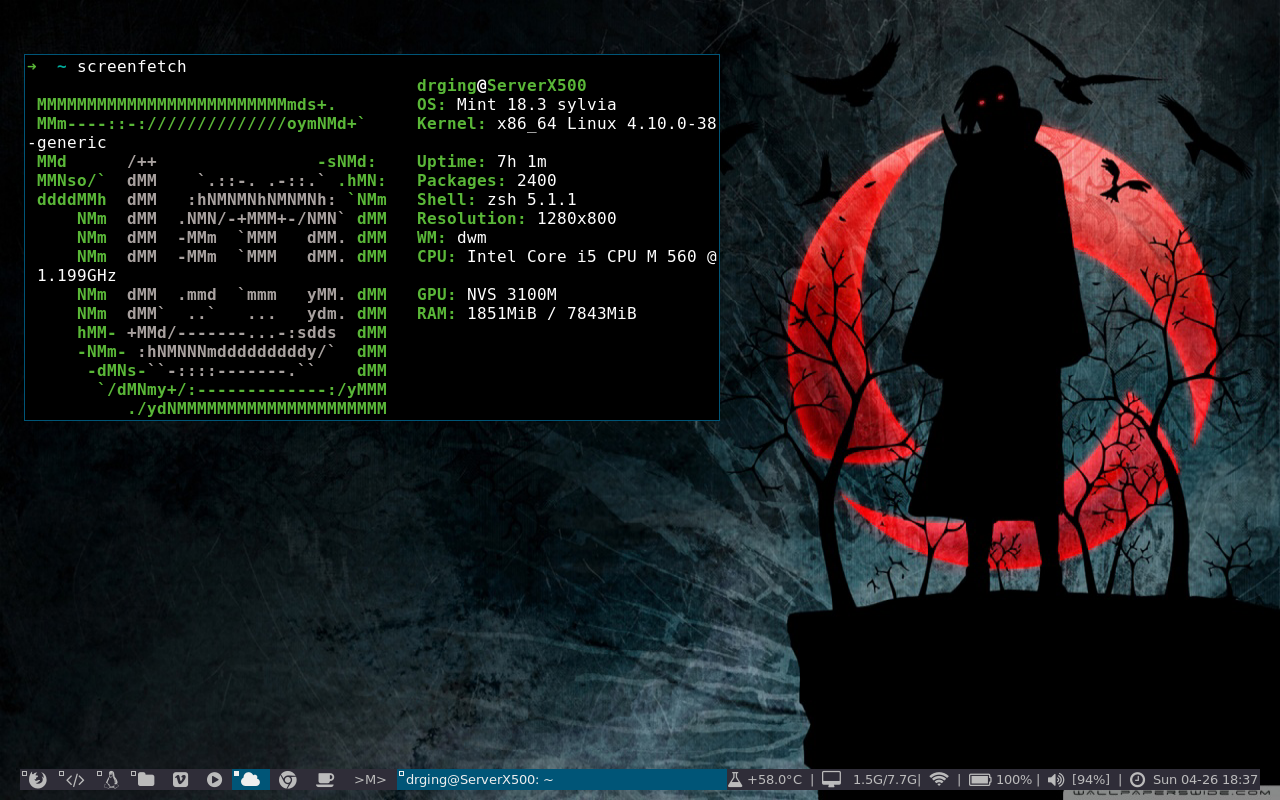 ➜  ~ screenfetch
                                       drging@ServerX500
 MMMMMMMMMMMMMMMMMMMMMMMMMmds+.        OS: Mint 18.3 sylvia
 MMm----::-://////////////oymNMd+`     Kernel: x86_64 Linux 4.10.0-38
-generic
 MMd      /++                -sNMd:    Uptime: 7h 1m
 MMNso/`  dMM    `.::-. .-::.` .hMN:   Packages: 2400
 ddddMMh  dMM   :hNMNMNhNMNMNh: `NMm   Shell: zsh 5.1.1
     NMm  dMM  .NMN/-+MMM+-/NMN` dMM   Resolution: 1280x800
     NMm  dMM  -MMm  `MMM   dMM. dMM   WM: dwm
     NMm  dMM  -MMm  `MMM   dMM. dMM   CPU: Intel Core i5 CPU M 560 @
 1.199GHz
     NMm  dMM  .mmd  `mmm   yMM. dMM   GPU: NVS 3100M
     NMm  dMM`  ..`   ...   ydm. dMM   RAM: 1851MiB / 7843MiB
     hMM- +MMd/-------...-:sdds  dMM
     -NMm- :hNMNNNmdddddddddy/`  dMM
      -dMNs-``-::::-------.``    dMM
       `/dMNmy+/:-------------:/yMMM
          ./ydNMMMMMMMMMMMMMMMMMMMMM
</> >M> drging@ServerX500: ~ +58.0°C | 1.5G/7.7G| | 100% | [94%] | Sun 04-26 18:37
WALLPAPERSWIDE.COM